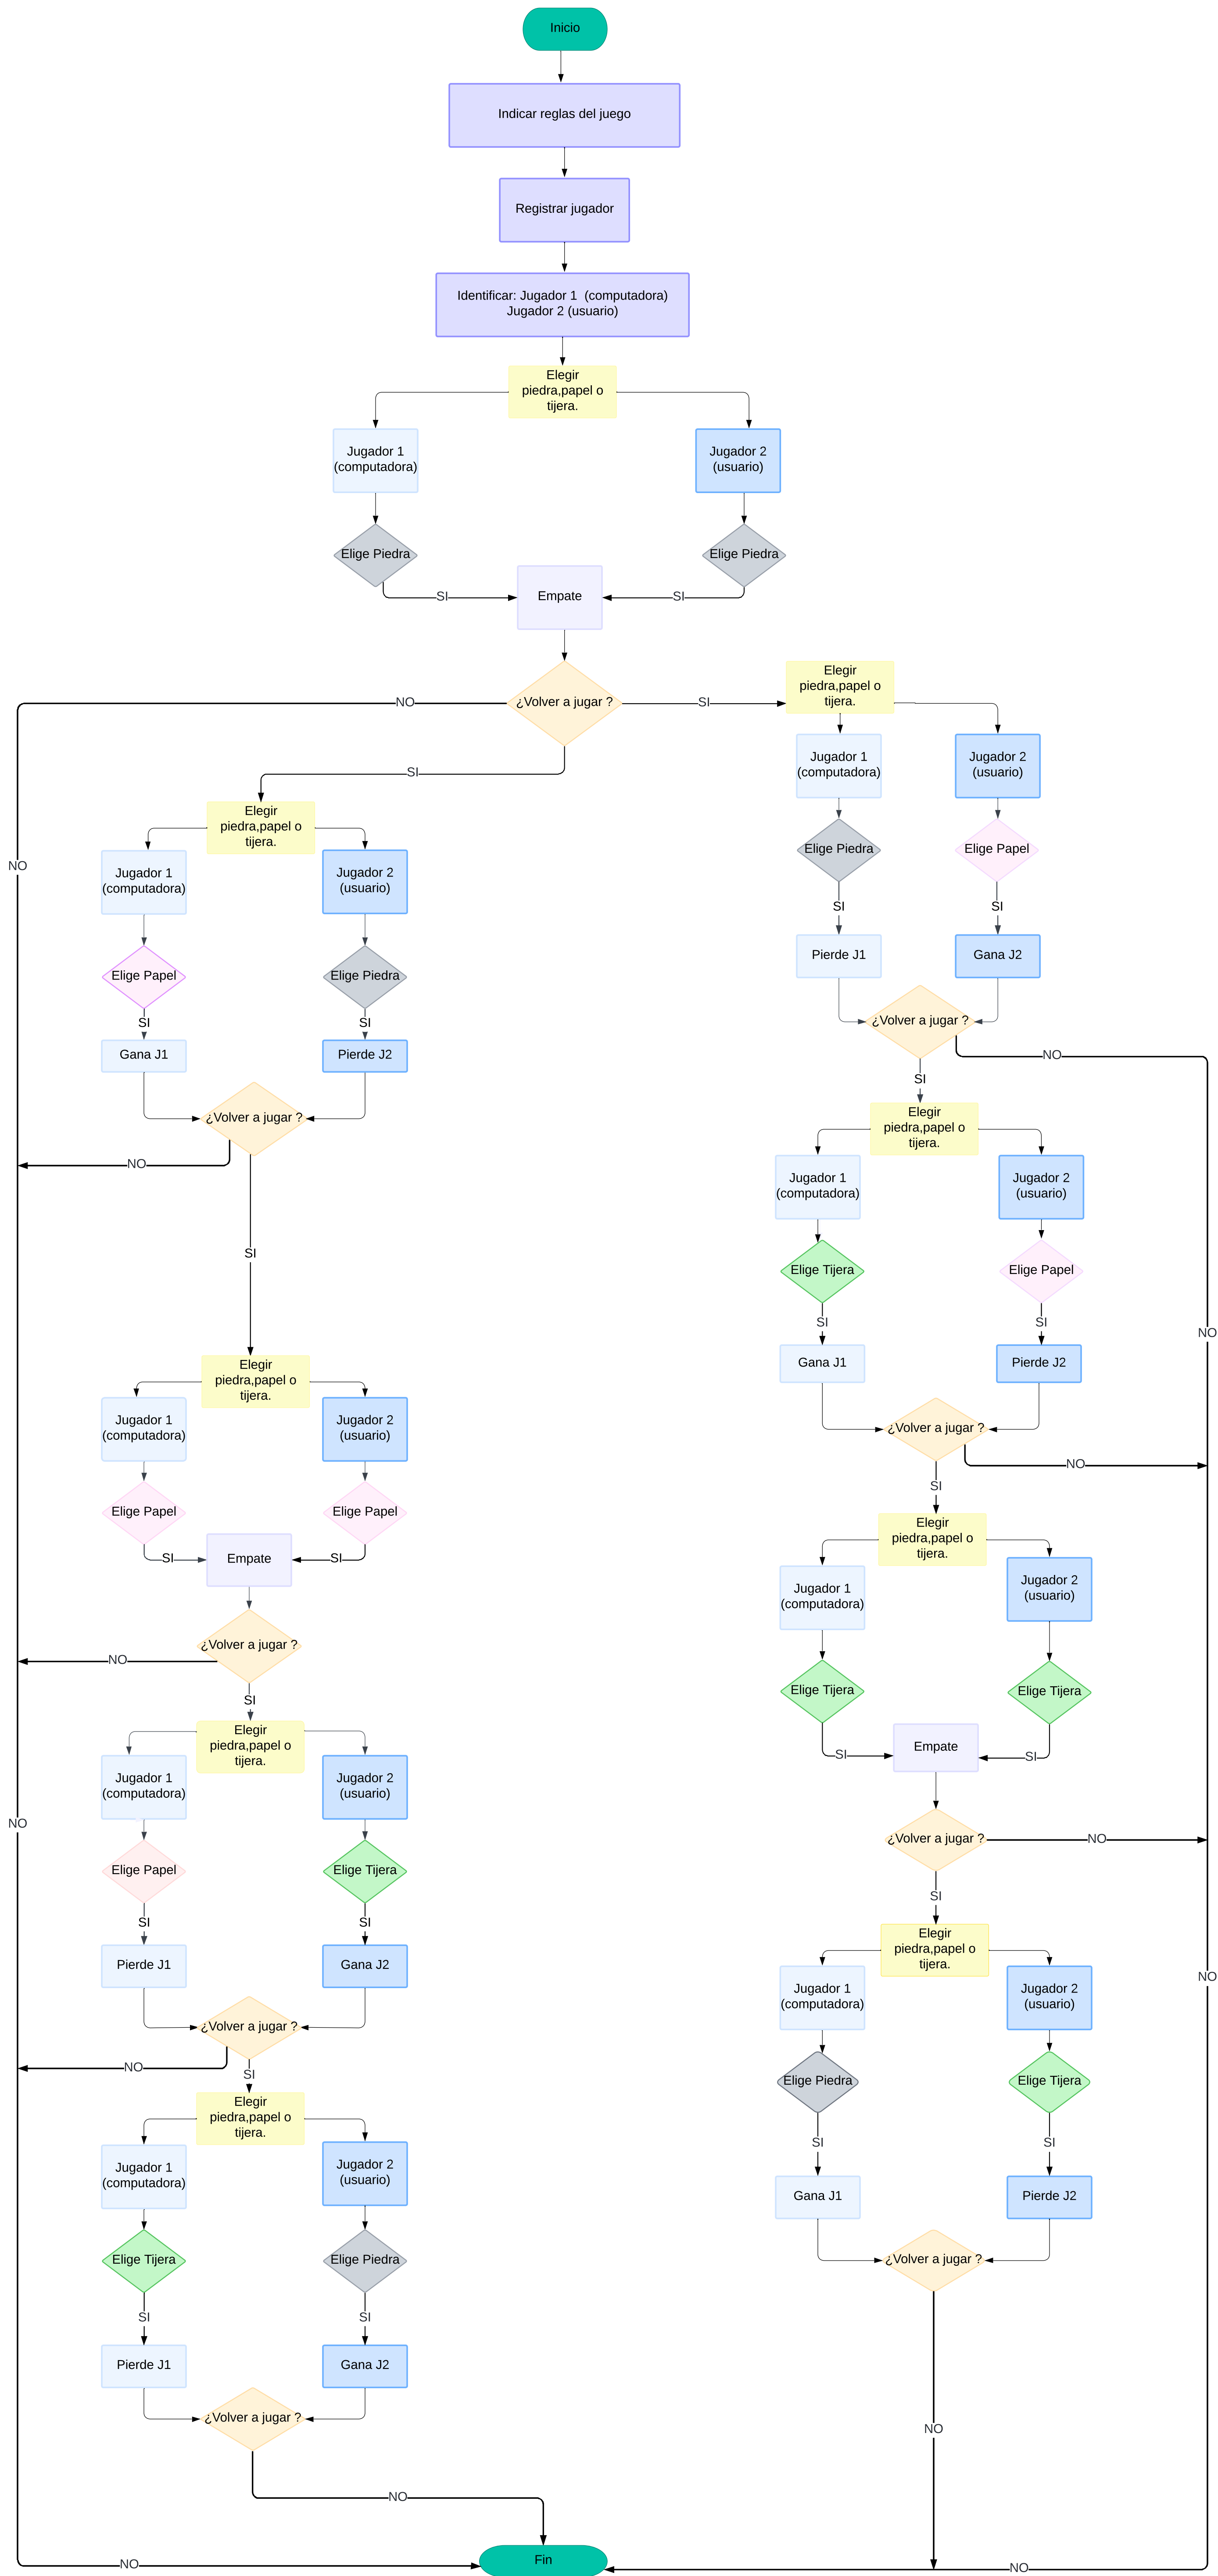 Inicio
Indicar reglas del juego
Registrar jugador
Identificar: Jugador 1 (computadora)
Jugador 2 (usuario)
Elegir
piedra,papel o
tijera.
Jugador 1
(computadora)
Jugador 2
(usuario)
Elige Piedra
Elige Piedra
SI
Empate
SI
¿Volver a jugar ?
NO
SI
SI
NO
Elegir
piedra,papel o
tijera.
Jugador 1
(computadora)
Jugador 2
(usuario)
Elige Piedra
Elige Papel
SI
SI
Pierde J1
Gana J2
¿Volver a jugar ?
NO
SI
Elegir
piedra,papel o
tijera.
Jugador 1
(computadora)
Jugador 2
(usuario)
Elige Papel
Elige Piedra
SI
SI
Gana J1
Pierde J2
¿Volver a jugar ?
NO
SI
Elegir
piedra,papel o
tijera.
Jugador 1
(computadora)
Jugador 2
(usuario)
Elige Tijera
Elige Papel
SI
SI
NO
Gana J1
Pierde J2
¿Volver a jugar ?
NO
SI
Elegir
piedra,papel o
tijera.
Jugador 1
(computadora)
Jugador 2
(usuario)
Elige Papel
Elige Papel
SI
Empate
SI
¿Volver a jugar ?
NO
SI
Elegir
piedra,papel o
tijera.
Jugador 1
(computadora)
Jugador 2
(usuario)
Elige Tijera
Elige Tijera
SI
Empate
SI
¿Volver a jugar ?
NO
SI
Elegir
piedra,papel o
tijera.
Jugador 1
(computadora)
Jugador 2
(usuario)
NO
Elige Papel
Elige Tijera
SI
SI
Pierde J1
Gana J2
¿Volver a jugar ?
NO
SI
Elegir
piedra,papel o
tijera.
Jugador 1
(computadora)
Jugador 2
(usuario)
NO
Elige Piedra
Elige Tijera
SI
SI
Gana J1
Pierde J2
¿Volver a jugar ?
NO
Elegir
piedra,papel o
tijera.
Jugador 1
(computadora)
Jugador 2
(usuario)
Elige Tijera
Elige Piedra
SI
SI
Pierde J1
Gana J2
¿Volver a jugar ?
NO
NO
Fin
NO